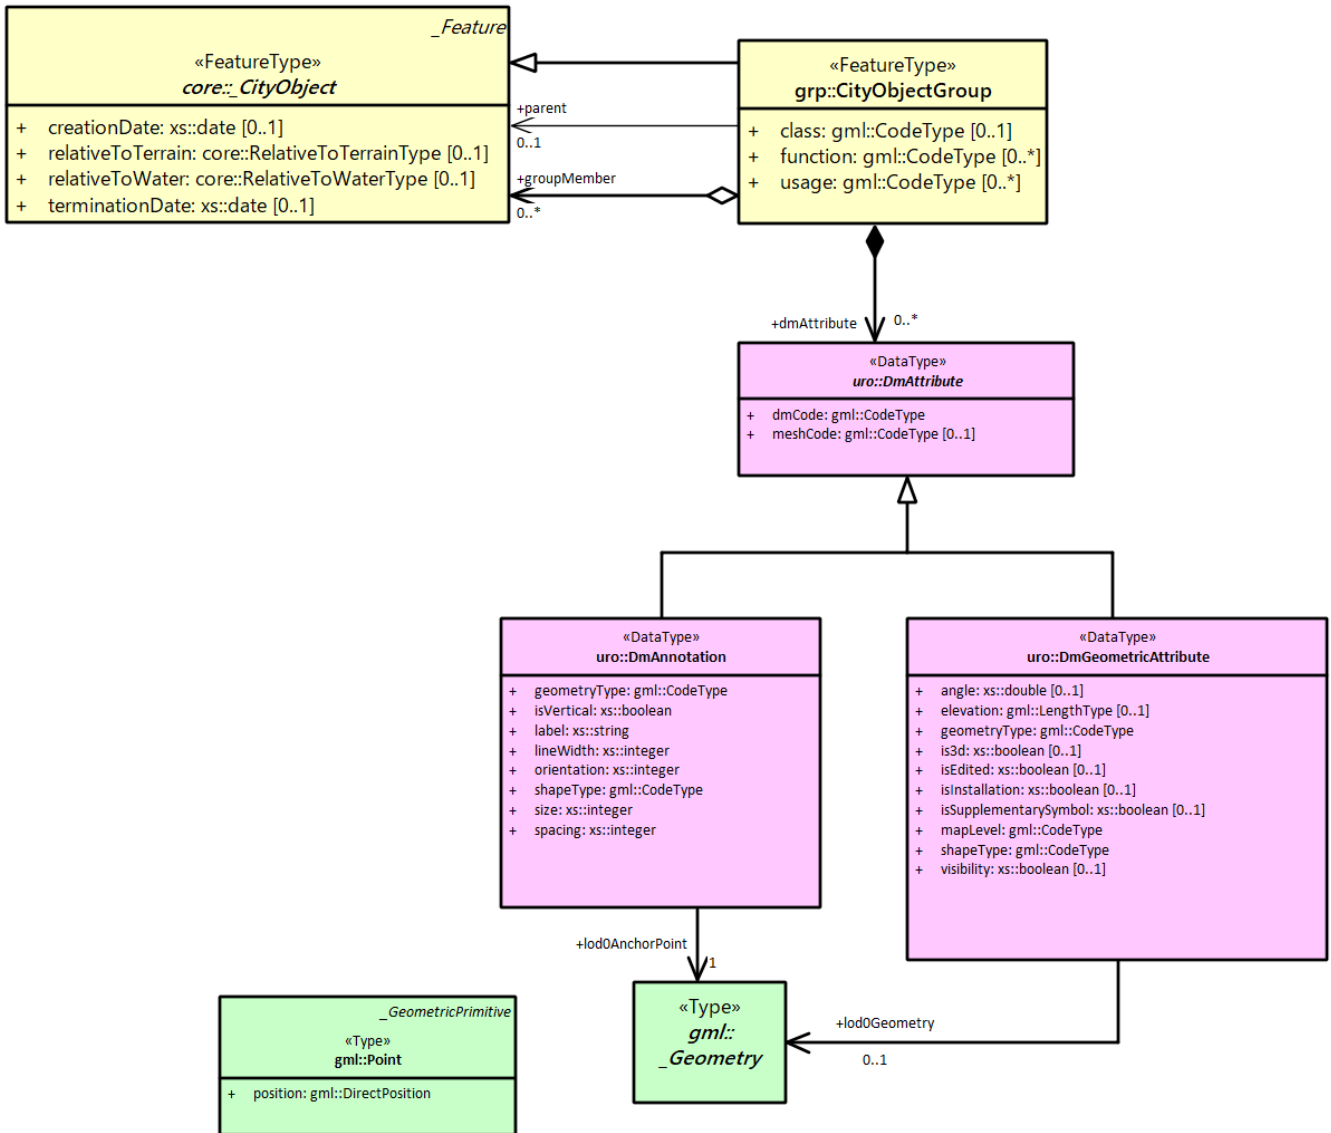 _Feature
«FeatureType»
core::_CityObject
+ creationDate: xs::date [0..1]
+ relativeToTerrain: core::RelativeToTerrainType [0..1]
+ relativeToWater: core::RelativeToWaterType [0..1]
+ terminationDate: xs::date [0..1]
«FeatureType»
grp::CityObjectGroup
+ class: gml::CodeType [0..1]
+ function: gml::CodeType [0..*]
+ usage: gml::CodeType [0..*]
+parent
0..1
+groupMember
0..*
+dmAttribute
0..*
«DataType»
uro::DmAttribute
+ dmCode: gml::CodeType
+ meshCode: gml::CodeType [0..1]
«DataType»
uro::DmAnnotation
+ geometryType: gml::CodeType
+ isVertical: xs::boolean
+ label: xs::string
+ lineWidth: xs::integer
+ orientation: xs::integer
+ shapeType: gml::CodeType
+ size: xs::integer
+ spacing: xs::integer
«DataType»
uro::DmGeometricAttribute
+ angle: xs::double [0..1]
+ elevation: gml::LengthType [0..1]
+ geometryType: gml::CodeType
+ is3d: xs::boolean [0..1]
+ isEdited: xs::boolean [0..1]
+ isInstallation: xs::boolean [0..1]
+ isSupplementarySymbol: xs::boolean [0..1]
+ mapLevel: gml::CodeType
+ shapeType: gml::CodeType
+ visibility: xs::boolean [0..1]
+lod0AnchorPoint
1
«Type»
gml::
_Geometry
+lod0Geometry
0..1
_GeometricPrimitive
«Type»
gml::Point
+ position: gml::DirectPosition